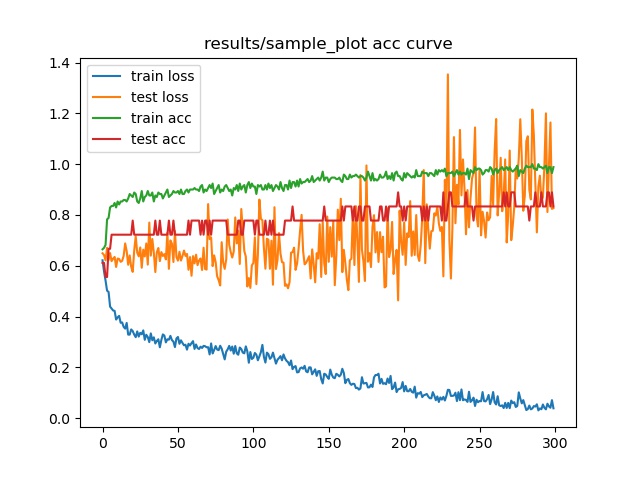 results/sample_plot acc curve
train loss
test loss
train acc
test acc
1.4
1.2
1.0
0.8
0.6
0.4
0.2
0.0
0 50 100 150 200 250 300